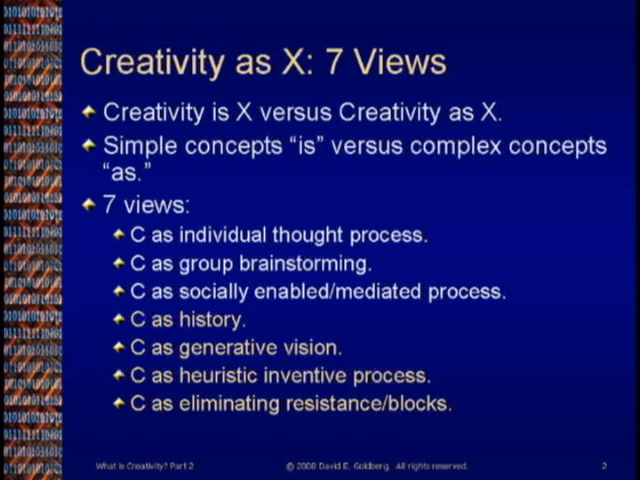 Creativity as X: 7 Views
Creativity is X versus Creativity as X.
Simple concepts “is” versus complex concepts
“as.”
7 views:
C as individual thought process.
C as group brainstorming.
C as socially enabled/mediated process.
C as history.
C as generative vision.
C as heuristic inventive process.
C as eliminating resistance/blocks.
What is Creativity? Part 2
© 2008 David E. Goldberg. All rights reserved.
2